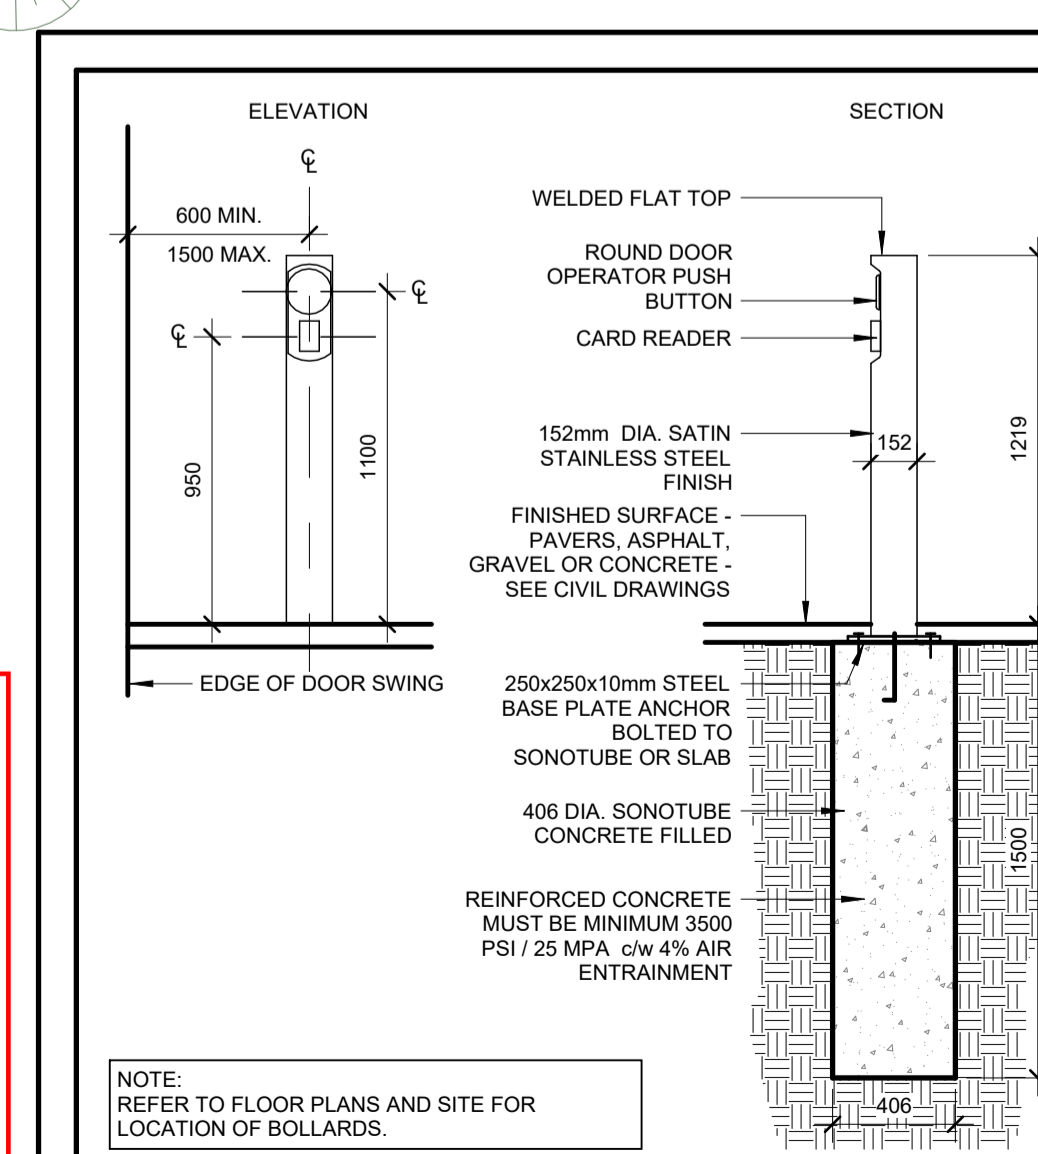 ELEVATION
℄
600 MIN.
1500 MAX.
℄
℄
950
1100
EDGE OF DOOR SWING
SECTION
WELDED FLAT TOP
ROUND DOOR
OPERATOR PUSH
BUTTON
CARD READER
152mm DIA. SATIN
STAINLESS STEEL
FINISH
152
1219
FINISHED SURFACE -
PAVERS, ASPHALT,
GRAVEL OR CONCRETE -
SEE CIVIL DRAWINGS
250x250x10mm STEEL
BASE PLATE ANCHOR
BOLTED TO
SONOTUBE OR SLAB
406 DIA. SONOTUBE
CONCRETE FILLED
1500
REINFORCED CONCRETE
MUST BE MINIMUM 3500
PSI / 25 MPA c/w 4% AIR
ENTRAINMENT
406
NOTE:
REFER TO FLOOR PLANS AND SITE FOR
LOCATION OF BOLLARDS.